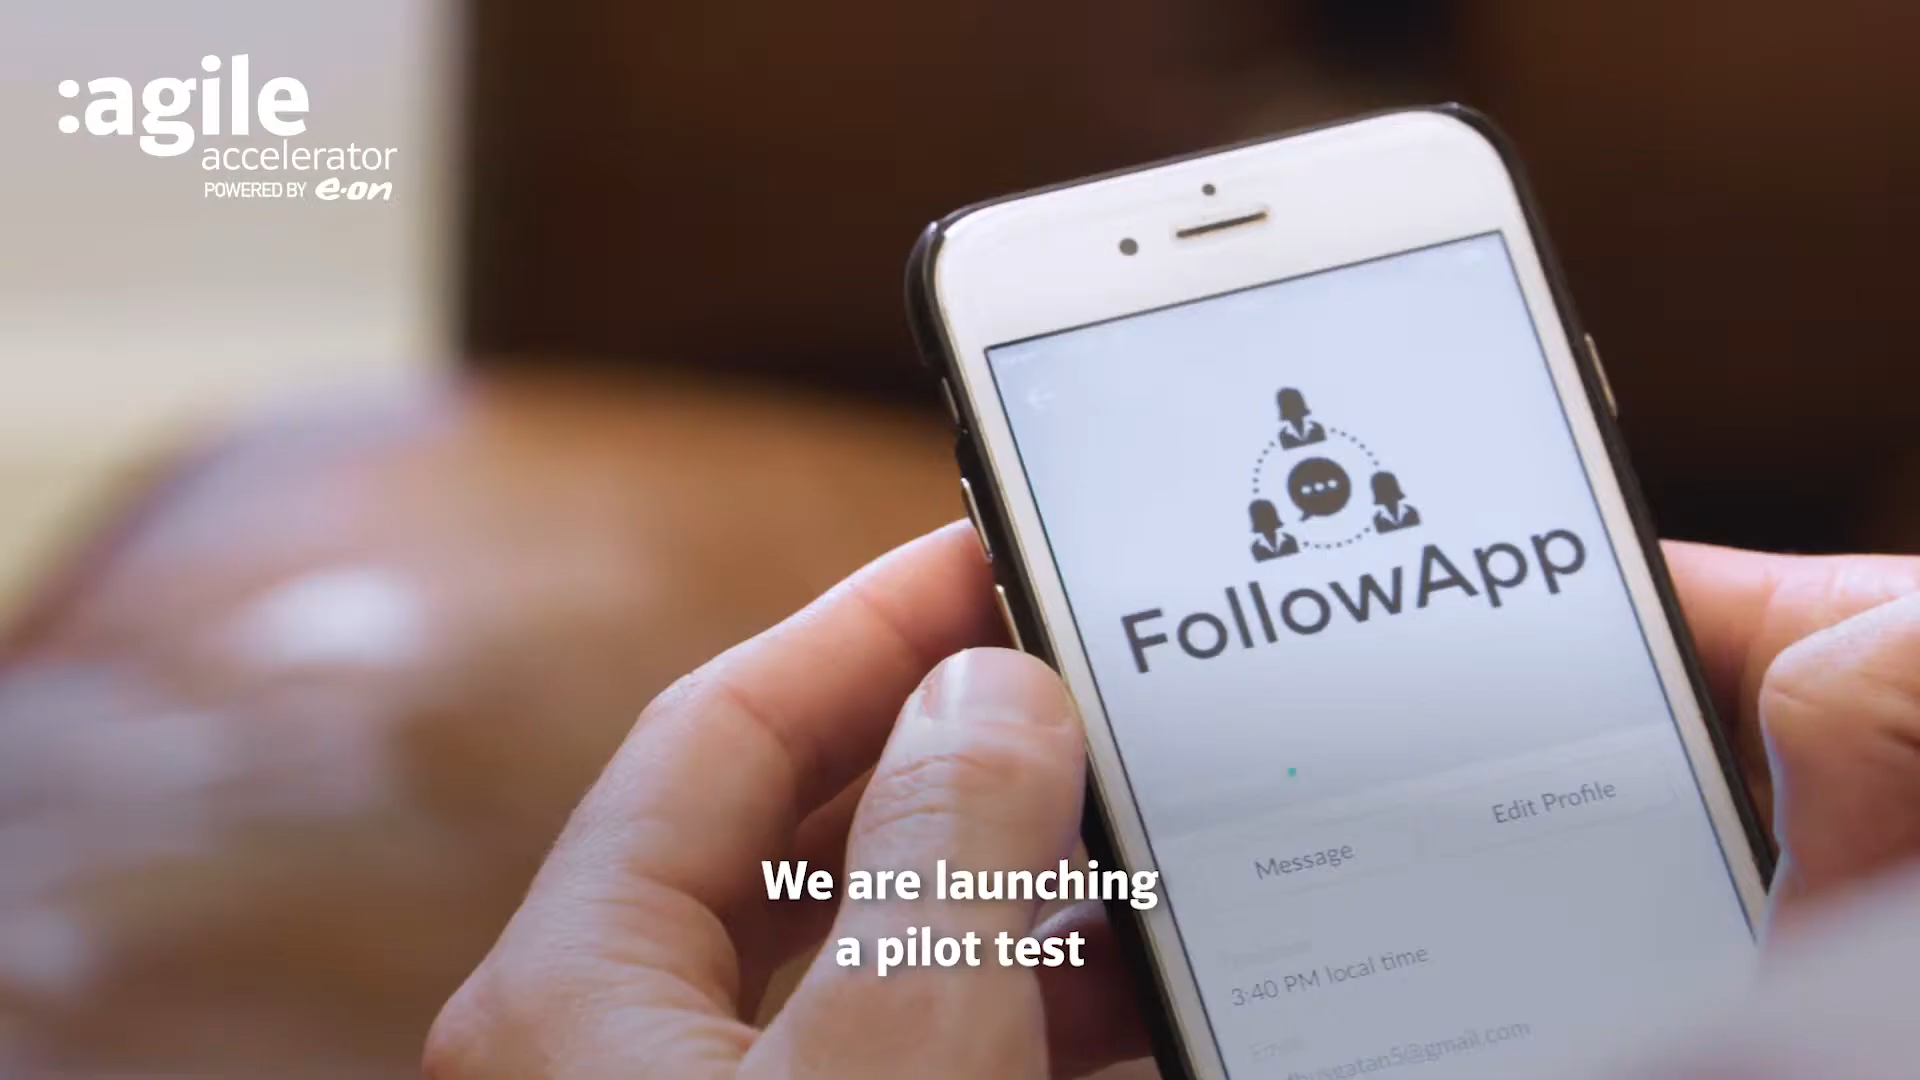 :agile
accelerator
POWERED BY e·on
FollowApp
Message
Edit Profile
3:40 PM local time
Email
We are launching
a pilot test